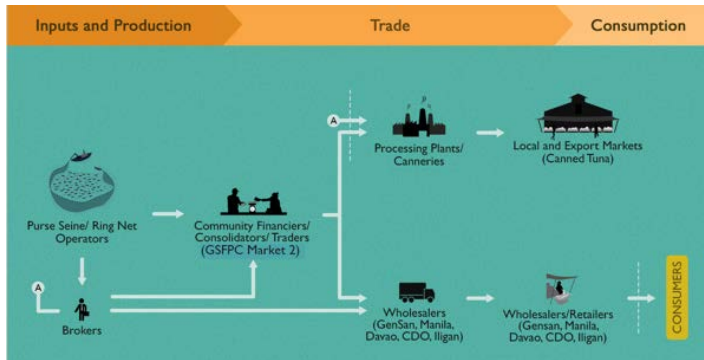 Inputs and Production
Trade
Consumption
A
Processing Plants/
Canneries
Local and Export Markets
(Canned Tuna)
Purse Seine/ Ring Net
Operators
Community Financiers/
Consolidators/ Traders
(GSFPC Market 2)
A
Brokers
Wholesalers
(GenSan, Manila,
Davao, CDO, Iligan)
Wholesalers/Retailers
(Gensan, Manila,
Davao, CDO, Iligan)
CONSUMERS